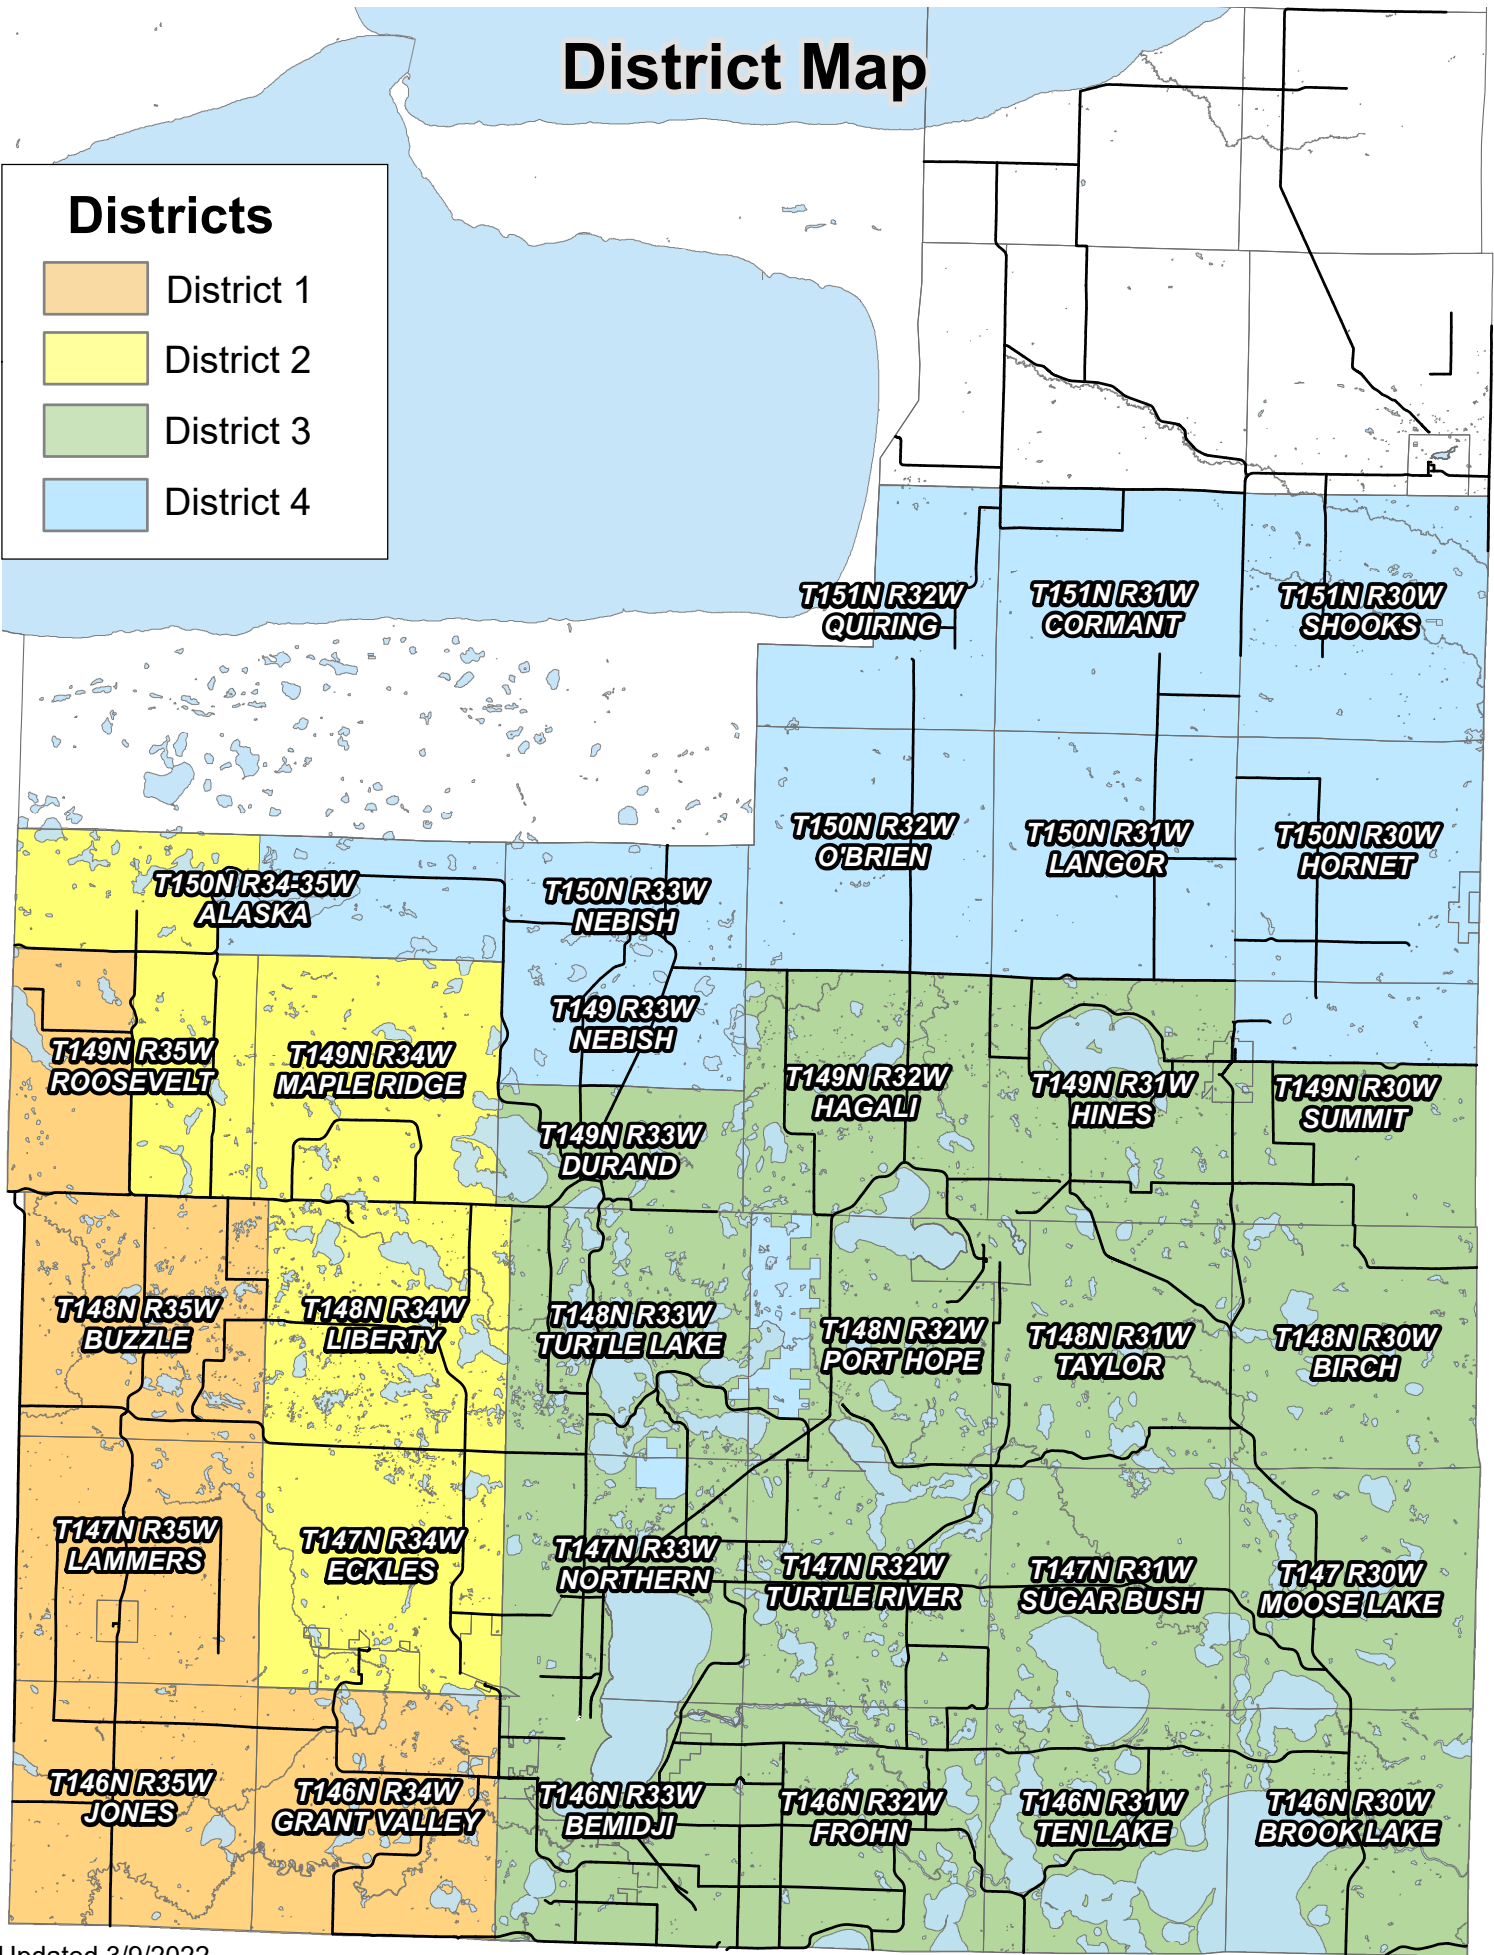 District Map
Districts
District 1
District 2
District 3
District 4
T151N R32W
QUIRING
T151N R31W
CORMANT
T151N R30W
SHOOKS
T150N R32W
O'BRIEN
T150N R31W
LANGOR
T150N R30W
HORNET
T150N R34-35W
ALASKA
T150N R33W
NEBISH
T149 R33W
NEBISH
T149N R35W
ROOSEVELT
T149N R34W
MAPLE RIDGE
T149N R32W
HAGALI
T149N R31W
HINES
T149N R30W
SUMMIT
T149N R33W
DURAND
T148N R35W
BUZZLE
T148N R34W
LIBERTY
T148N R33W
TURTLE LAKE
T148N R32W
PORT HOPE
T148N R31W
TAYLOR
T148N R30W
BIRCH
T147N R35W
LAMMERS
T147N R34W
ECKLES
T147N R33W
NORTHERN
T147N R32W
TURTLE RIVER
T147N R31W
SUGAR BUSH
T147 R30W
MOOSE LAKE
T146N R35W
JONES
T146N R34W
GRANT VALLEY
T146N R33W
BEMIDJI
T146N R32W
FROHN
T146N R31W
TEN LAKE
T146N R30W
BROOK LAKE
Updated 3/9/2022